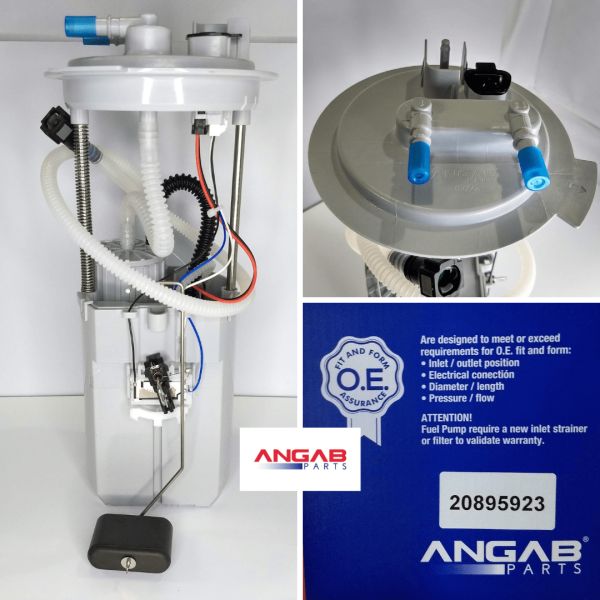 ANGAB
PARTS
ANGAB
FIT AND FORM
O.E.
ASSURANCE
Are designed to meet or exceed
requirements for O.E. fit and form:
• Inlet / outlet position
• Electrical conección
• Diameter / length
• Pressure / flow
ATTENTION!
Fuel Pump require a new inlet strainer
or filter to validate warranty.
20895923
ANGAB®
PARTS